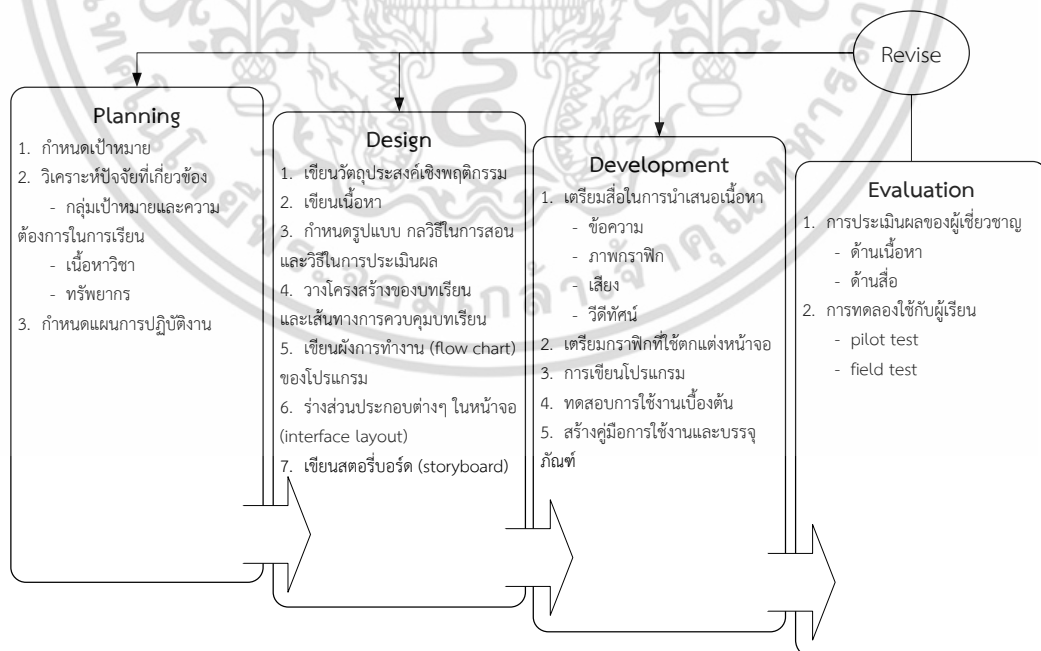 Revise
Planning
1. กำหนดเป้าหมาย
2. วิเคราะห์ปัจจัยที่เกี่ยวข้อง
- กลุ่มเป้าหมายและความ
ต้องการในการเรียน
- เนื้อหาวิชา
- ทรัพยากร
3. กำหนดแผนการปฏิบัติงาน
Design
1. เขียนวัตถุประสงค์เชิงพฤติกรรม
2. เขียนเนื้อหา
3. กำหนดรูปแบบ กลวิธีในการสอน
และวิธีในการประเมินผล
4. วางโครงสร้างของบทเรียน
และเส้นทางการควบคุมบทเรียน
5. เขียนผังการทำงาน (flow chart)
ของโปรแกรม
6. ร่างส่วนประกอบต่างๆ ในหน้าจอ
(interface layout)
7. เขียนสตอรี่บอร์ด (storyboard)
Development
1. เตรียมสื่อในการนำเสนอเนื้อหา
- ข้อความ
- ภาพกราฟิก
- เสียง
- วีดิทัศน์
2. เตรียมกราฟิกที่ใช้ตกแต่งหน้าจอ
3. การเขียนโปรแกรม
4. ทดสอบการใช้งานเบื้องต้น
5. สร้างคู่มือการใช้งานและบรรจุ
ภัณฑ์
Evaluation
1. การประเมินผลของผู้เชี่ยวชาญ
- ด้านเนื้อหา
- ด้านสื่อ
2. การทดลองใช้กับผู้เรียน
- pilot test
- field test